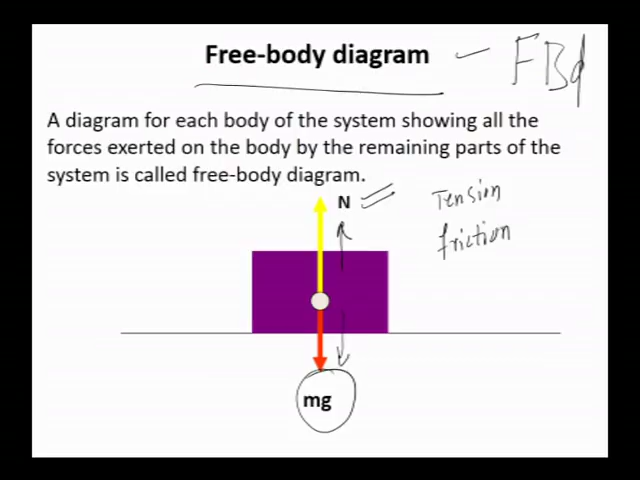 Free-body diagram - FBd
A diagram for each body of the system showing all the
forces exerted on the body by the remaining parts of the
system is called free-body diagram.
N
Tension
friction
mg